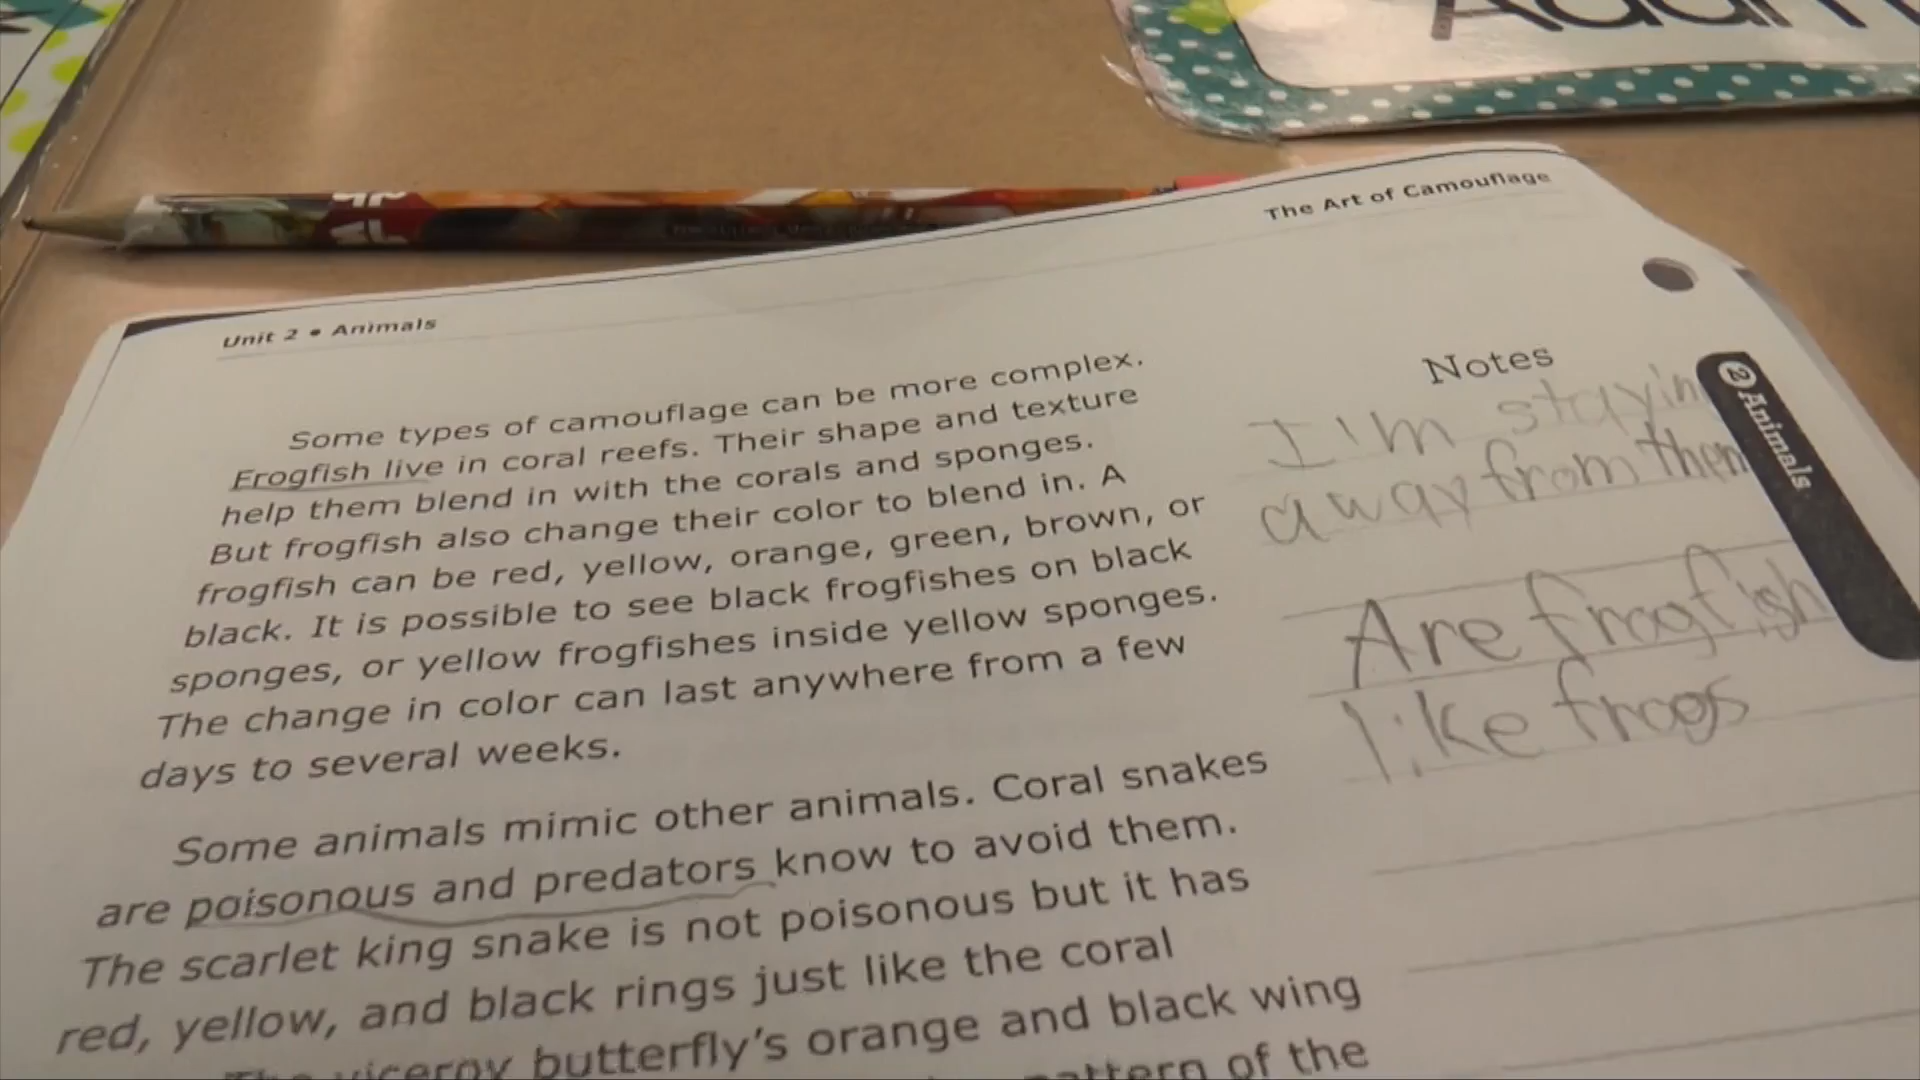 Adam
The Art of Camouflage
Unit 2 • Animals
Notes
2 Animals
Some types of camouflage can be more complex.
Frogfish live in coral reefs. Their shape and texture
help them blend in with the corals and sponges.
But frogfish also change their color to blend in. A
frogfish can be red, yellow, orange, green, brown, or
black. It is possible to see black frogfishes on black
sponges, or yellow frogfishes inside yellow sponges.
The change in color can last anywhere from a few
days to several weeks.
Some animals mimic other animals. Coral snakes
are poisonous and predators know to avoid them.
The scarlet king snake is not poisonous but it has
red, yellow, and black rings just like the coral
viceroy butterfly's orange and black wing
pattern of the
I'm stayin
away from them
Are frogfish
like frogs